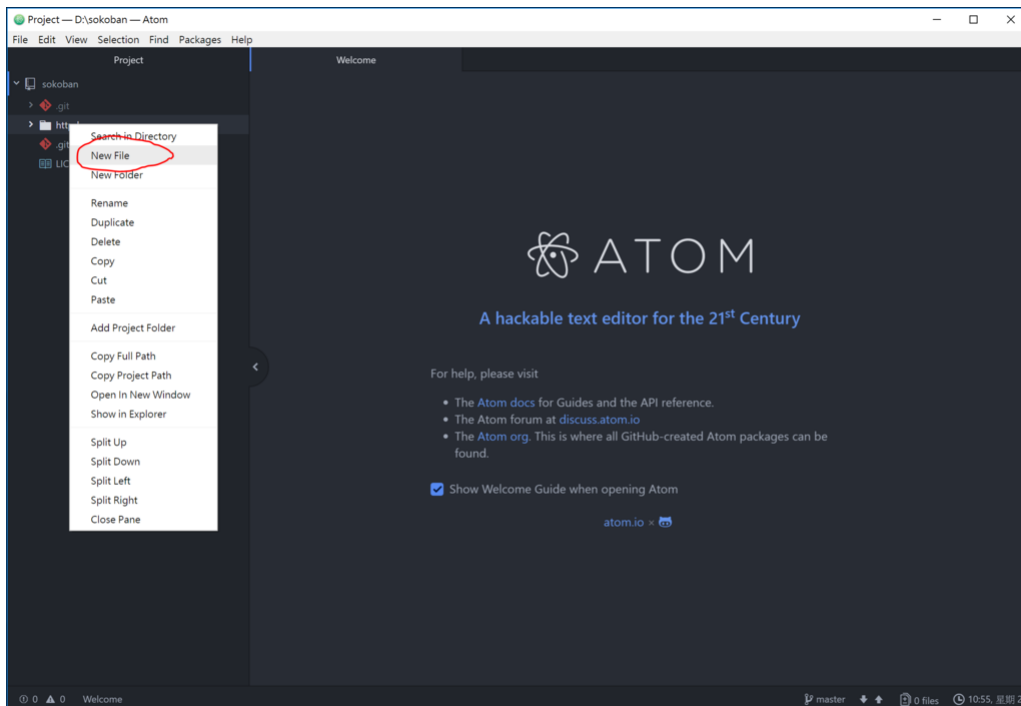 Project — D:\sokoban — Atom
File Edit View Selection Find Packages Help
Project
Welcome
sokoban
.git
Search in Directory
New File
New Folder
Rename
Duplicate
Delete
Copy
Cut
Paste
Add Project Folder
Copy Full Path
Copy Project Path
Open In New Window
Show in Explorer
Split Up
Split Down
Split Left
Split Right
Close Pane
ATOM
A hackable text editor for the 21st Century
For help, please visit
The Atom docs for Guides and the API reference.
The Atom forum at discuss.atom.io
The Atom org. This is where all GitHub-created Atom packages can be
found.
Show Welcome Guide when opening Atom
atom.io ×
0 0 Welcome
master 0 files 10:55, 星期